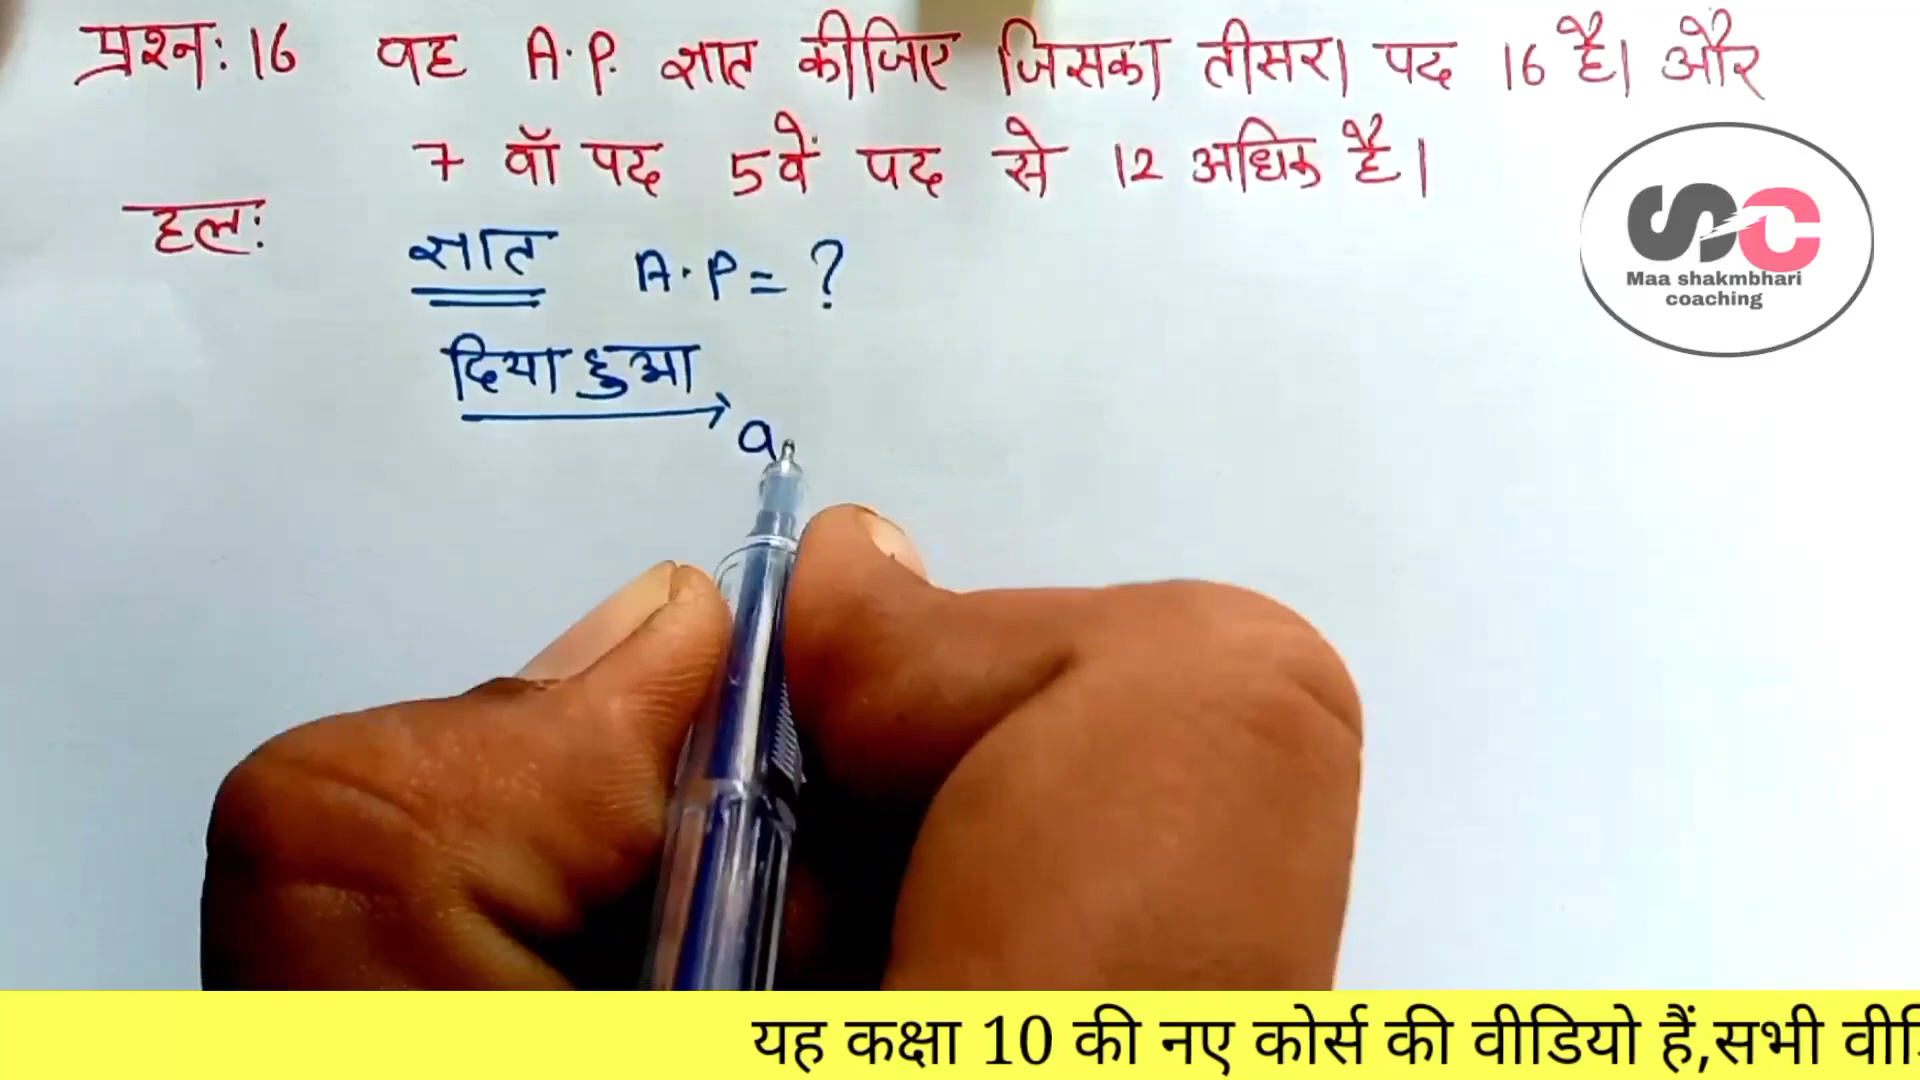 प्रश्न: 16 वह A.P. ज्ञात कीजिए जिसका तीसरा पद 16 है। और
7 वाँ पद 5वें पद से 12 अधिक है।
हल:
ज्ञात A.P = ?
दिया हुआ
a
SC
Maa shakmbhari
coaching
यह कक्षा 10 की नए कोर्स की वीडियो हैं,सभी